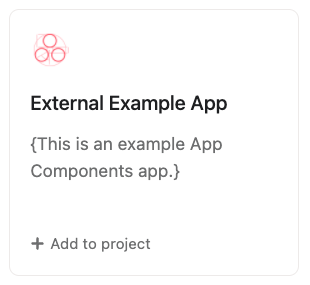 External Example App
{This is an example App
Components app.}
+ Add to project